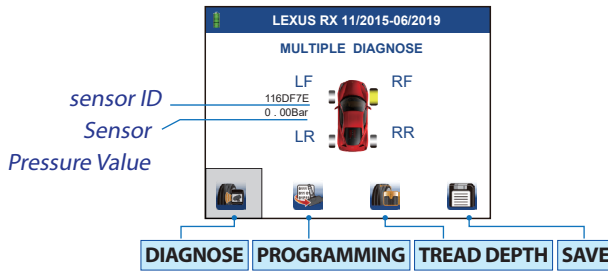 LEXUS RX 11/2015-06/2019
MULTIPLE DIAGNOSE
LF RF
sensor ID 116DF7E
Sensor 0 . 00Bar
Pressure Value
LR RR
DIAGNOSE PROGRAMMING TREAD DEPTH SAVE